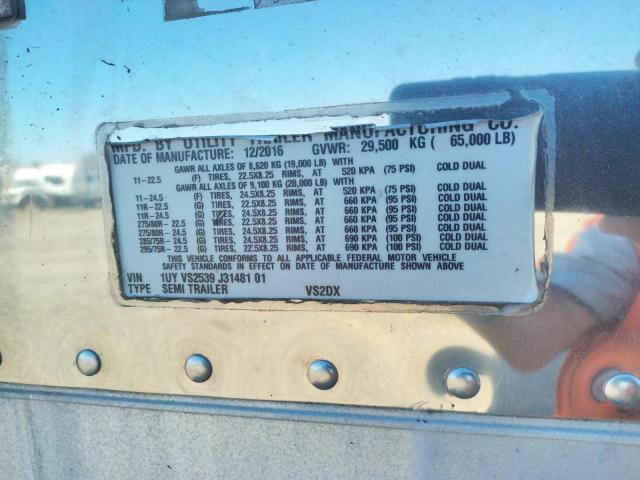 MFD. BY UTILITY TRAILER MANUFACTURING CO.
DATE OF MANUFACTURE: 12/2016 GVWR: 29,500 KG ( 65,000 LB)
GAWR ALL AXLES OF 8,620 KG (19,000 LB) WITH
11-22.5 (F) TIRES, 22.5X8.25 RIMS, AT 520 KPA (75 PSI) COLD DUAL
GAWR ALL AXLES OF 9,100 KG (20,000 LB) WITH
11-24.5 (F) TIRES, 24.5X8.25 RIMS, AT 520 KPA (75 PSI) COLD DUAL
11R-22.5 (G) TIRES, 22.5X8.25 RIMS, AT 660 KPA (95 PSI) COLD DUAL
11R-24.5 (G) TIRES, 24.5X8.25 RIMS, AT 660 KPA (95 PSI) COLD DUAL
275/80R-22.5 (G) TIRES, 22.5X8.25 RIMS, AT 660 KPA (95 PSI) COLD DUAL
275/80R-24.5 (G) TIRES, 24.5X8.25 RIMS, AT 660 KPA (95 PSI) COLD DUAL
285/75R-24.5 (G) TIRES, 24.5X8.25 RIMS, AT 690 KPA (100 PSI) COLD DUAL
295/75R-22.5 (G) TIRES, 22.5X8.25 RIMS, AT 690 KPA (100 PSI) COLD DUAL
THIS VEHICLE CONFORMS TO ALL APPLICABLE FEDERAL MOTOR VEHICLE
SAFETY STANDARDS IN EFFECT ON DATE OF MANUFACTURE SHOWN ABOVE
VIN 1UY VS2539 J31481 01
TYPE SEMI TRAILER VS2DX